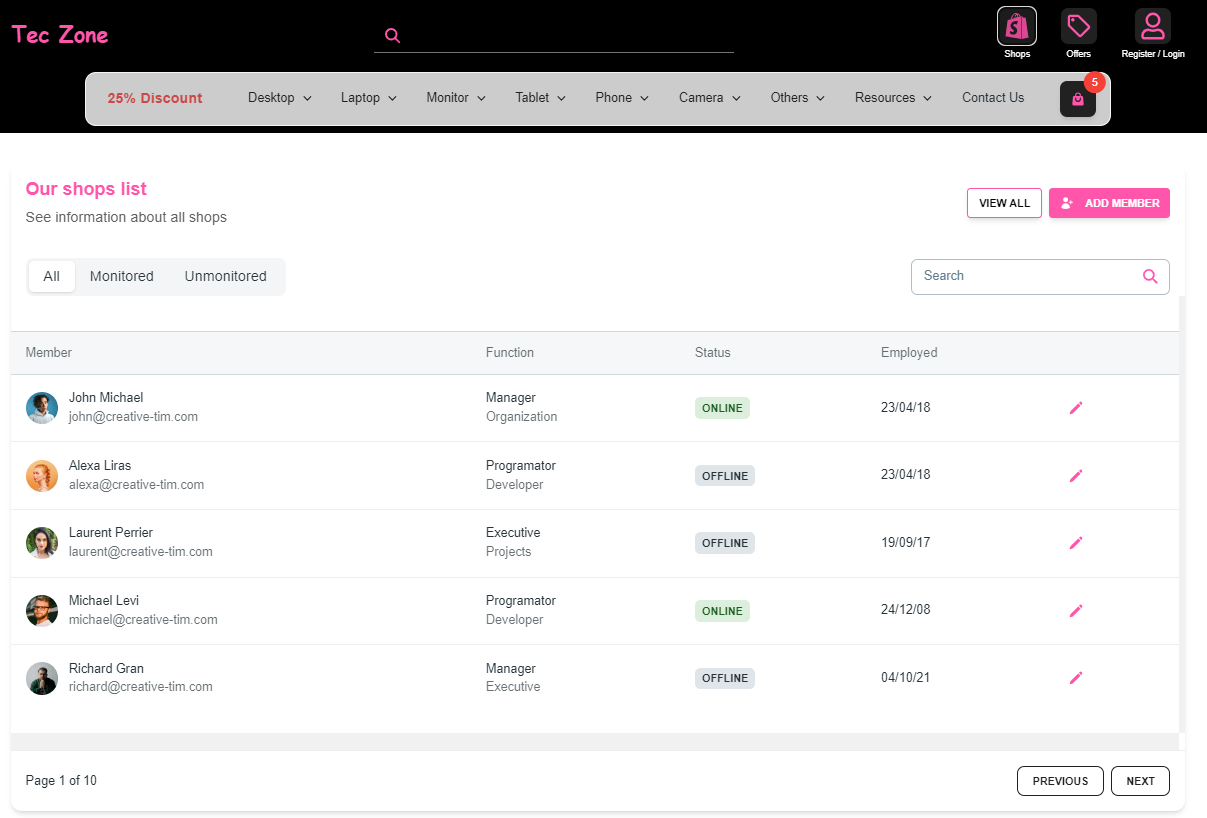 Tec Zone
Shops
Offers
Register / Login
25% Discount
Desktop
Laptop
Monitor
Tablet
Phone
Camera
Others
Resources
Contact Us
5
Our shops list
See information about all shops
VIEW ALL
ADD MEMBER
All
Monitored
Unmonitored
Search
Member
Function
Status
Employed
John Michael
john@creative-tim.com
Manager
Organization
ONLINE
23/04/18
Alexa Liras
alexa@creative-tim.com
Programator
Developer
OFFLINE
23/04/18
Laurent Perrier
laurent@creative-tim.com
Executive
Projects
OFFLINE
19/09/17
Michael Levi
michael@creative-tim.com
Programator
Developer
ONLINE
24/12/08
Richard Gran
richard@creative-tim.com
Manager
Executive
OFFLINE
04/10/21
Page 1 of 10
PREVIOUS
NEXT